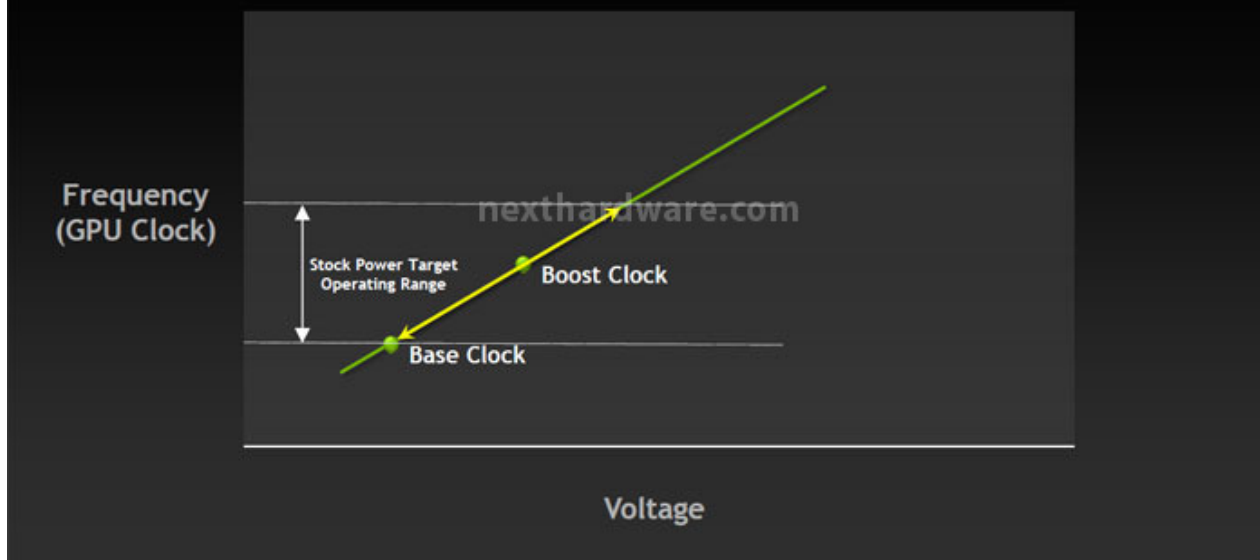 nexthardware.com
Frequency
(GPU Clock)
Stock Power Target
Operating Range
Boost Clock
Base Clock
Voltage